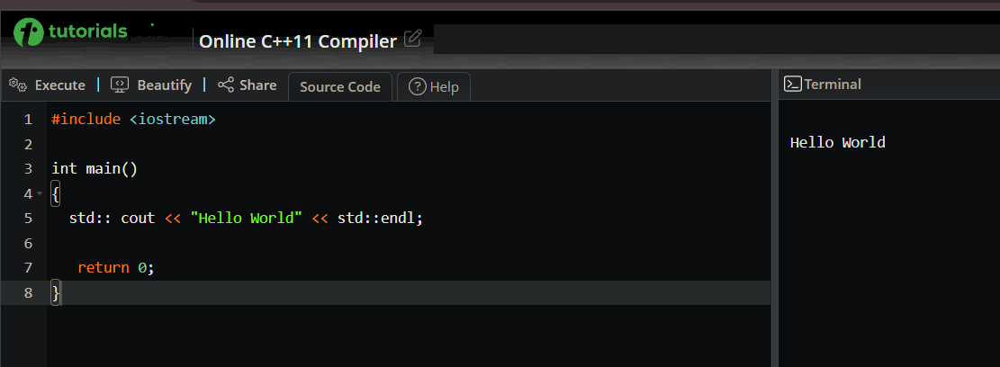 tutorials
Online C++11 Compiler
Execute | Beautify | Share Source Code Help
Terminal
1 #include <iostream>
2
3 int main()
4 {
5 std:: cout << "Hello World" << std::endl;
6
7 return 0;
8 }
Hello World